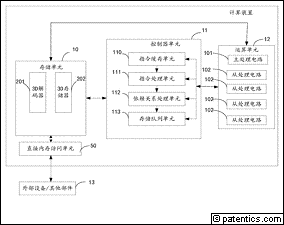 计算装置
10
存储单元
201
3D解码器
202
3D存储器
11
控制器单元
110
指令缓存单元
111
指令处理单元
112
依赖关系处理单元
113
存储队列单元
12
运算单元
101
主处理电路
102
从处理电路
102
从处理电路
102
从处理电路
102
从处理电路
直接内存访问单元
50
外部设备/其他部件
13
© patentics.com